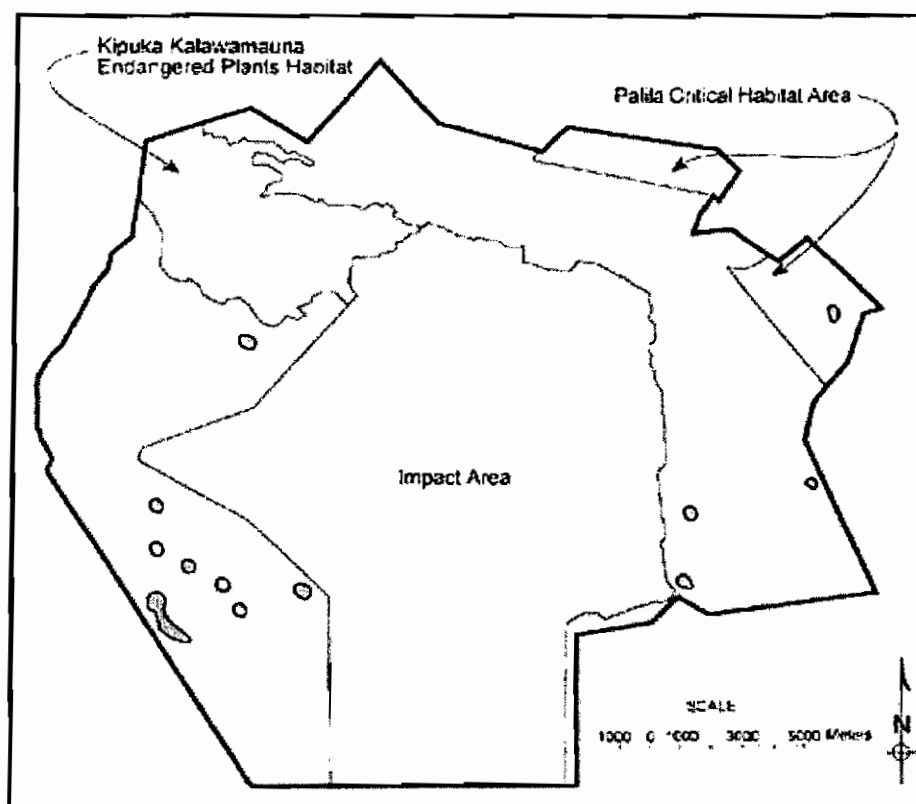 Kipuka Kalawamauna
Endangered Plants Habitat
Palila Critical Habitat Area
Impact Area
SCALE
1000 0 1000 3000 5000 Meters
N